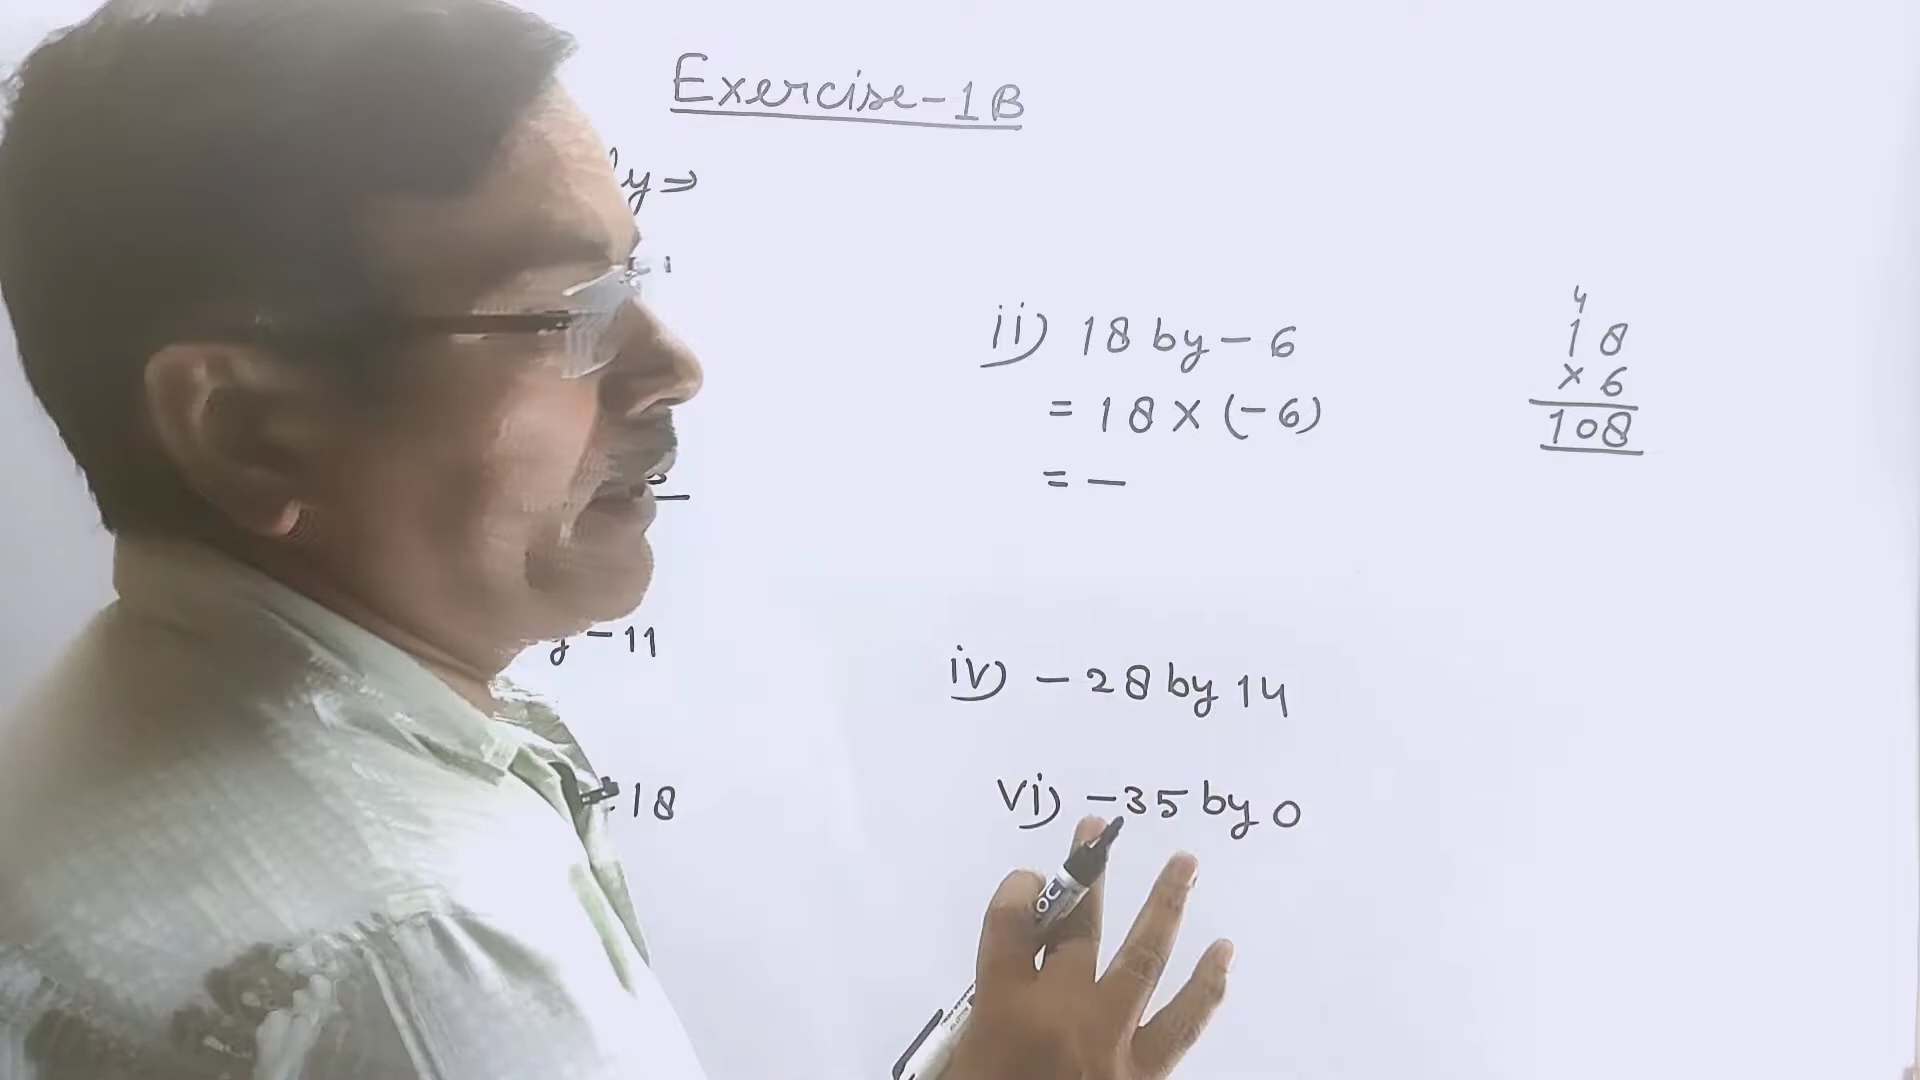 Exercise-1B
y ⇒
ii) 18 by - 6
= 18 × (-6)
= —
4
18
× 6
108
y - 11
iv) - 28 by 14
18
vi) - 35 by 0